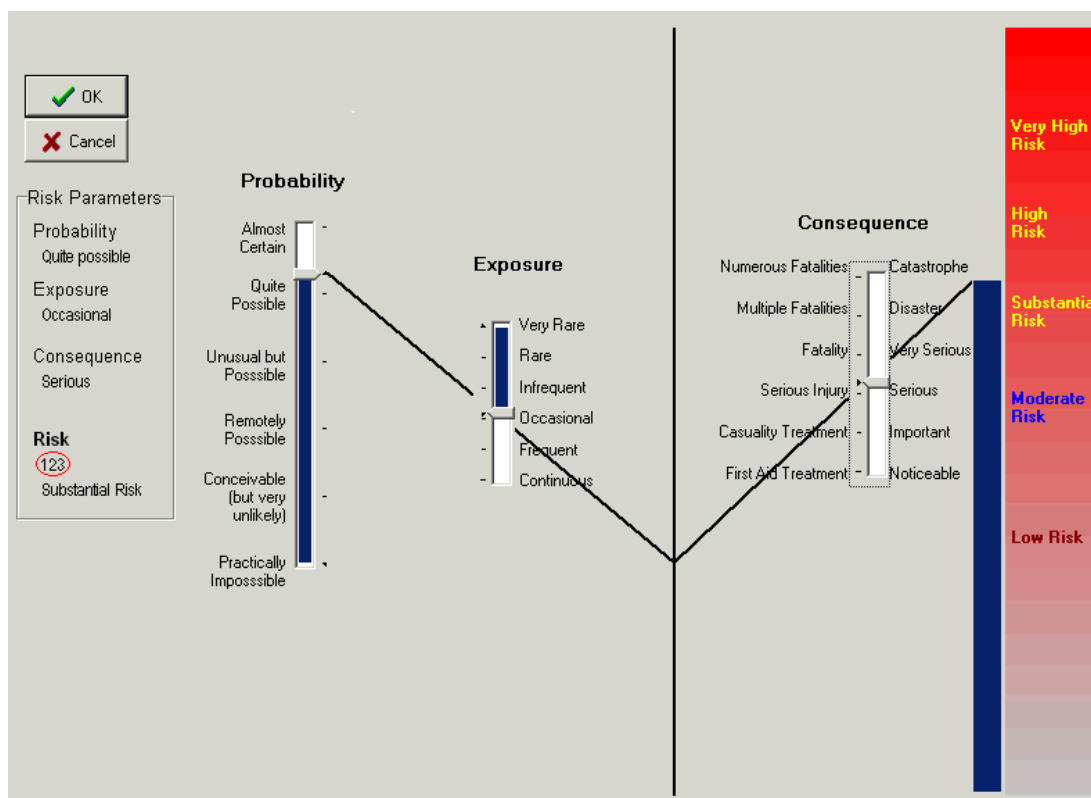 OK
Cancel
Risk Parameters
Probability
Quite possible
Exposure
Occasional
Consequence
Serious
Risk
123
Substantial Risk
Probability
Almost
Certain
Quite
Possible
Unusual but
Posssible
Remotely
Posssible
Conceivable
(but very
unlikely)
Practically
Imposssible
Exposure
Very Rare
Rare
Infrequent
Occasional
Frequent
Continuous
Consequence
Numerous Fatalities
Catastrophe
Multiple Fatalities
Disaster
Fatality
Very Serious
Serious Injury
Serious
Casuality Treatment
Important
First Aid Treatment
Noticeable
Very High
Risk
High
Risk
Substantia
Risk
Moderate
Risk
Low Risk